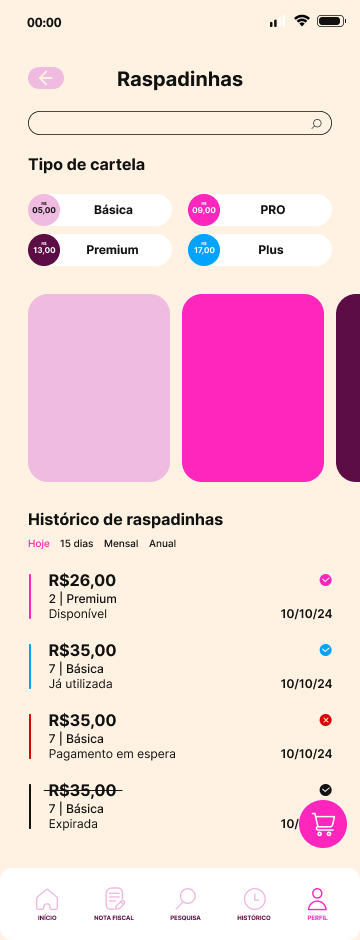 00:00
Raspadinhas
Tipo de cartela
R$
05,00
Básica
R$
09,00
PRO
R$
13,00
Premium
R$
17,00
Plus
Histórico de raspadinhas
Hoje 15 dias Mensal Anual
R$26,00
2 | Premium
Disponível 10/10/24
R$35,00
7 | Básica
Já utilizada 10/10/24
R$35,00
7 | Básica
Pagamento em espera 10/10/24
R$35,00
7 | Básica
Expirada 10/
INÍCIO NOTA FISCAL PESQUISA HISTÓRICO PERFIL